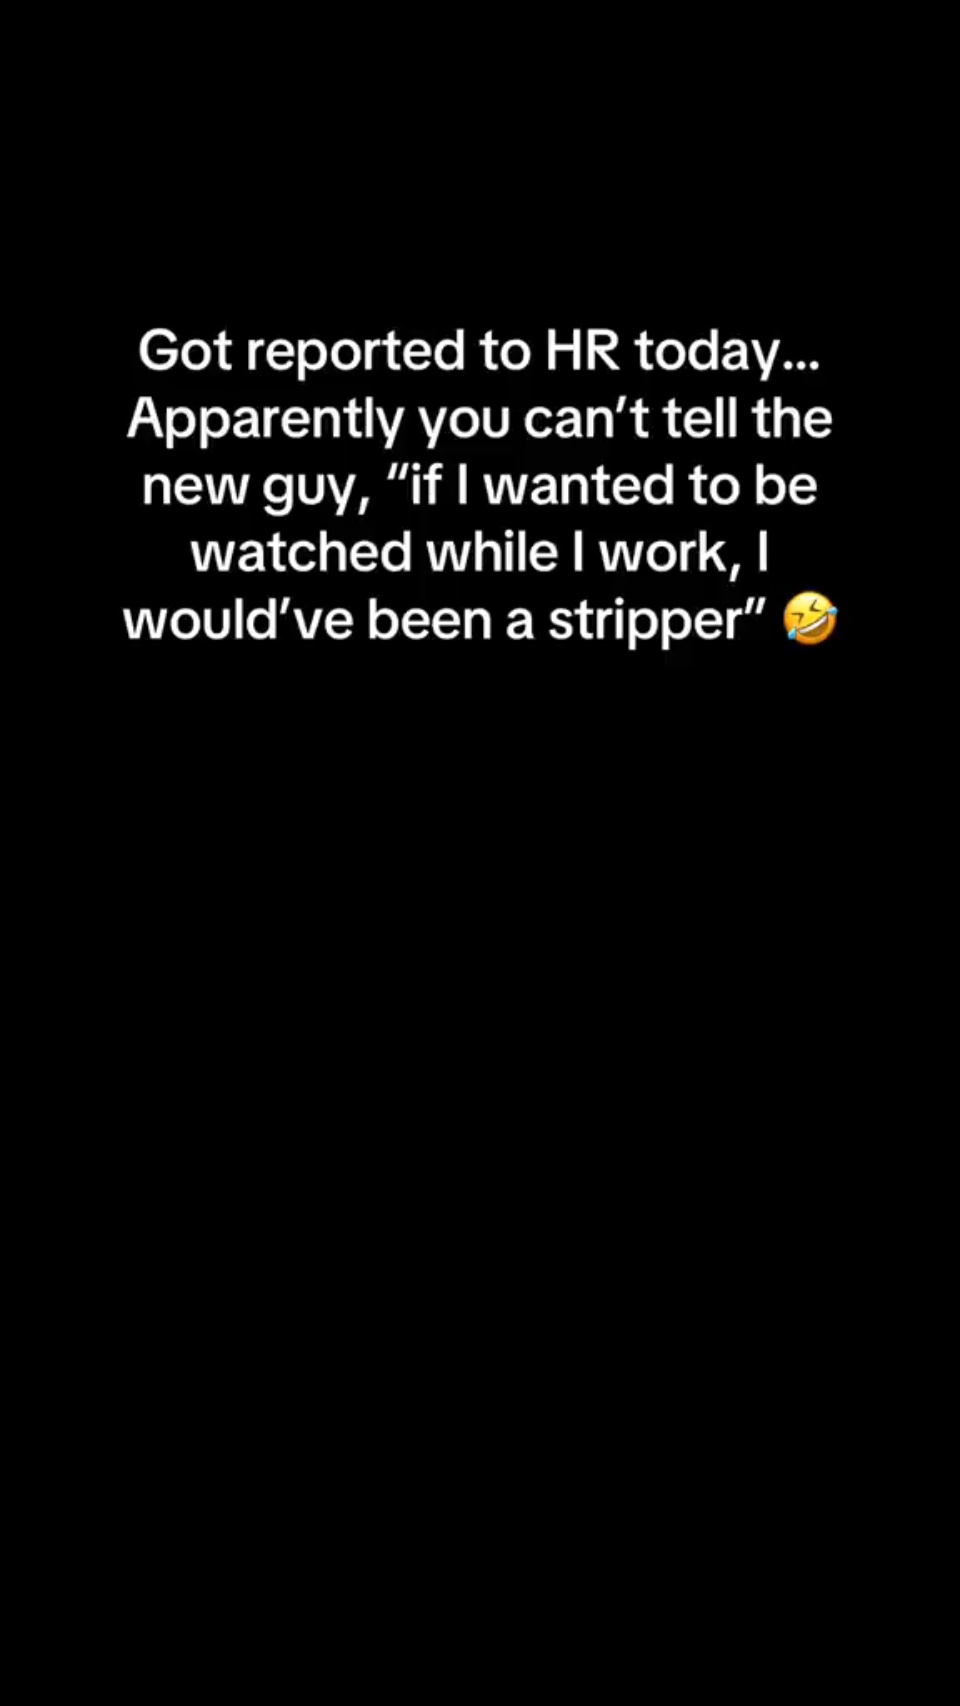 Got reported to HR today...
Apparently you can’t tell the
new guy, “if I wanted to be
watched while I work, I
would’ve been a stripper” 🤣